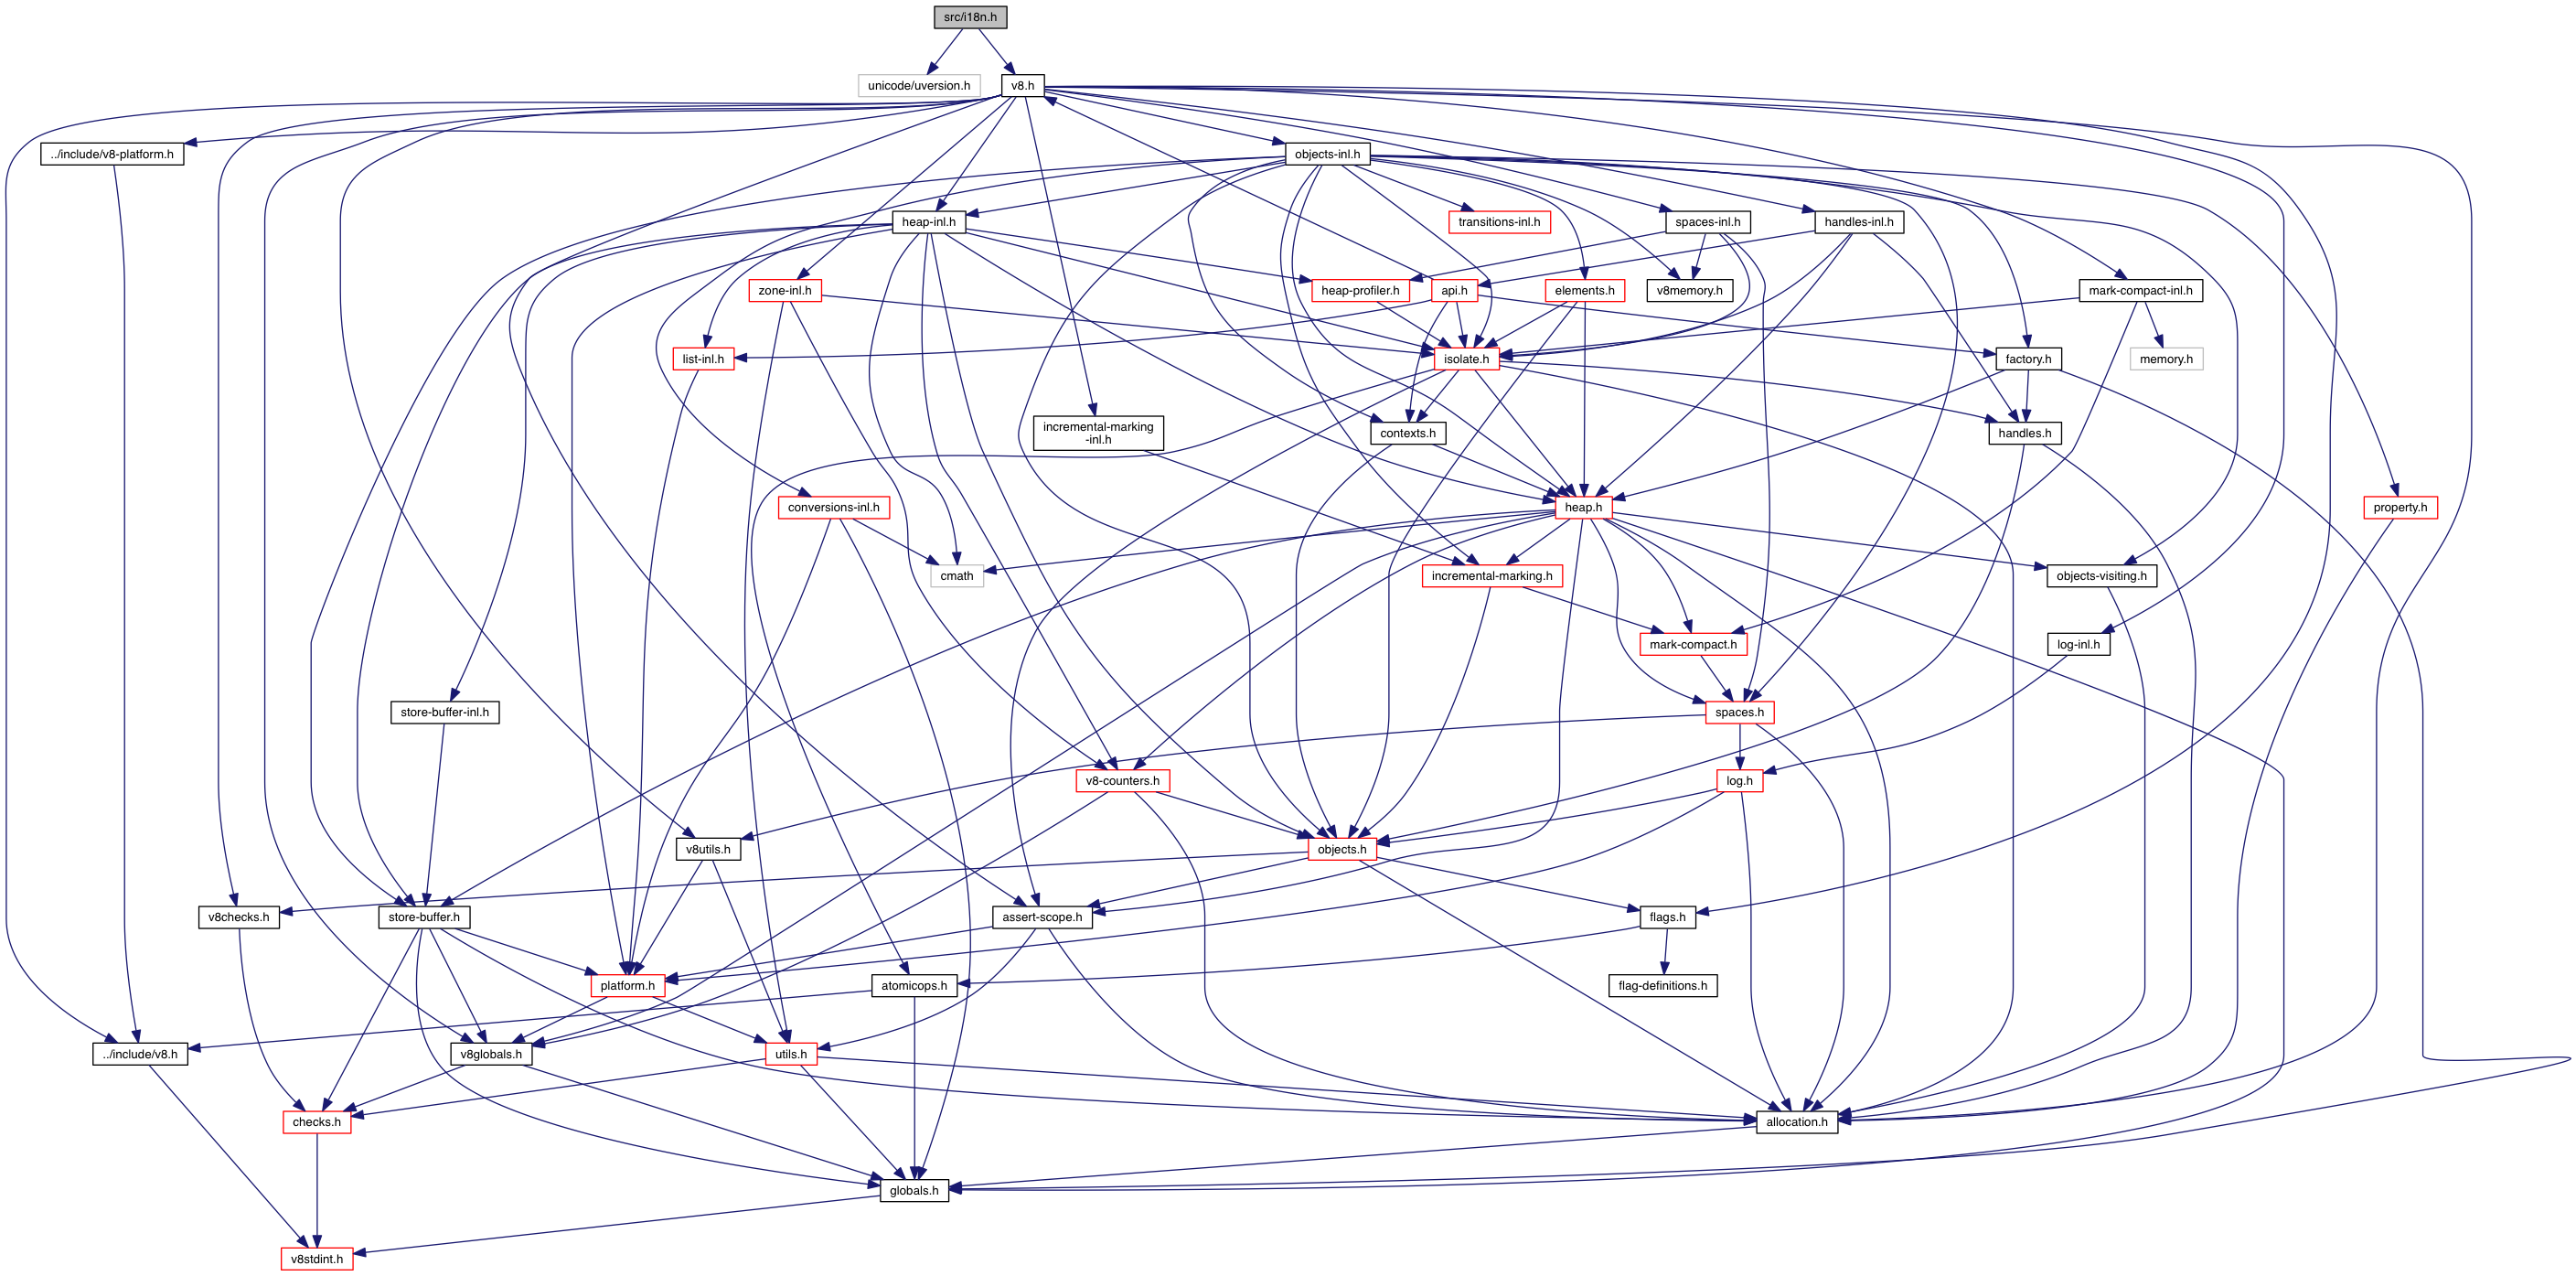 src/i18n.h
unicode/uversion.h
v8.h
../include/v8-platform.h
objects-inl.h
heap-inl.h
transitions-inl.h
spaces-inl.h
handles-inl.h
zone-inl.h
heap-profiler.h
api.h
elements.h
v8memory.h
mark-compact-inl.h
list-inl.h
isolate.h
factory.h
memory.h
incremental-marking
-inl.h
contexts.h
handles.h
conversions-inl.h
heap.h
property.h
cmath
incremental-marking.h
objects-visiting.h
mark-compact.h
log-inl.h
store-buffer-inl.h
spaces.h
v8-counters.h
log.h
v8utils.h
objects.h
v8checks.h
store-buffer.h
assert-scope.h
flags.h
platform.h
atomicops.h
flag-definitions.h
../include/v8.h
v8globals.h
utils.h
checks.h
allocation.h
globals.h
v8stdint.h